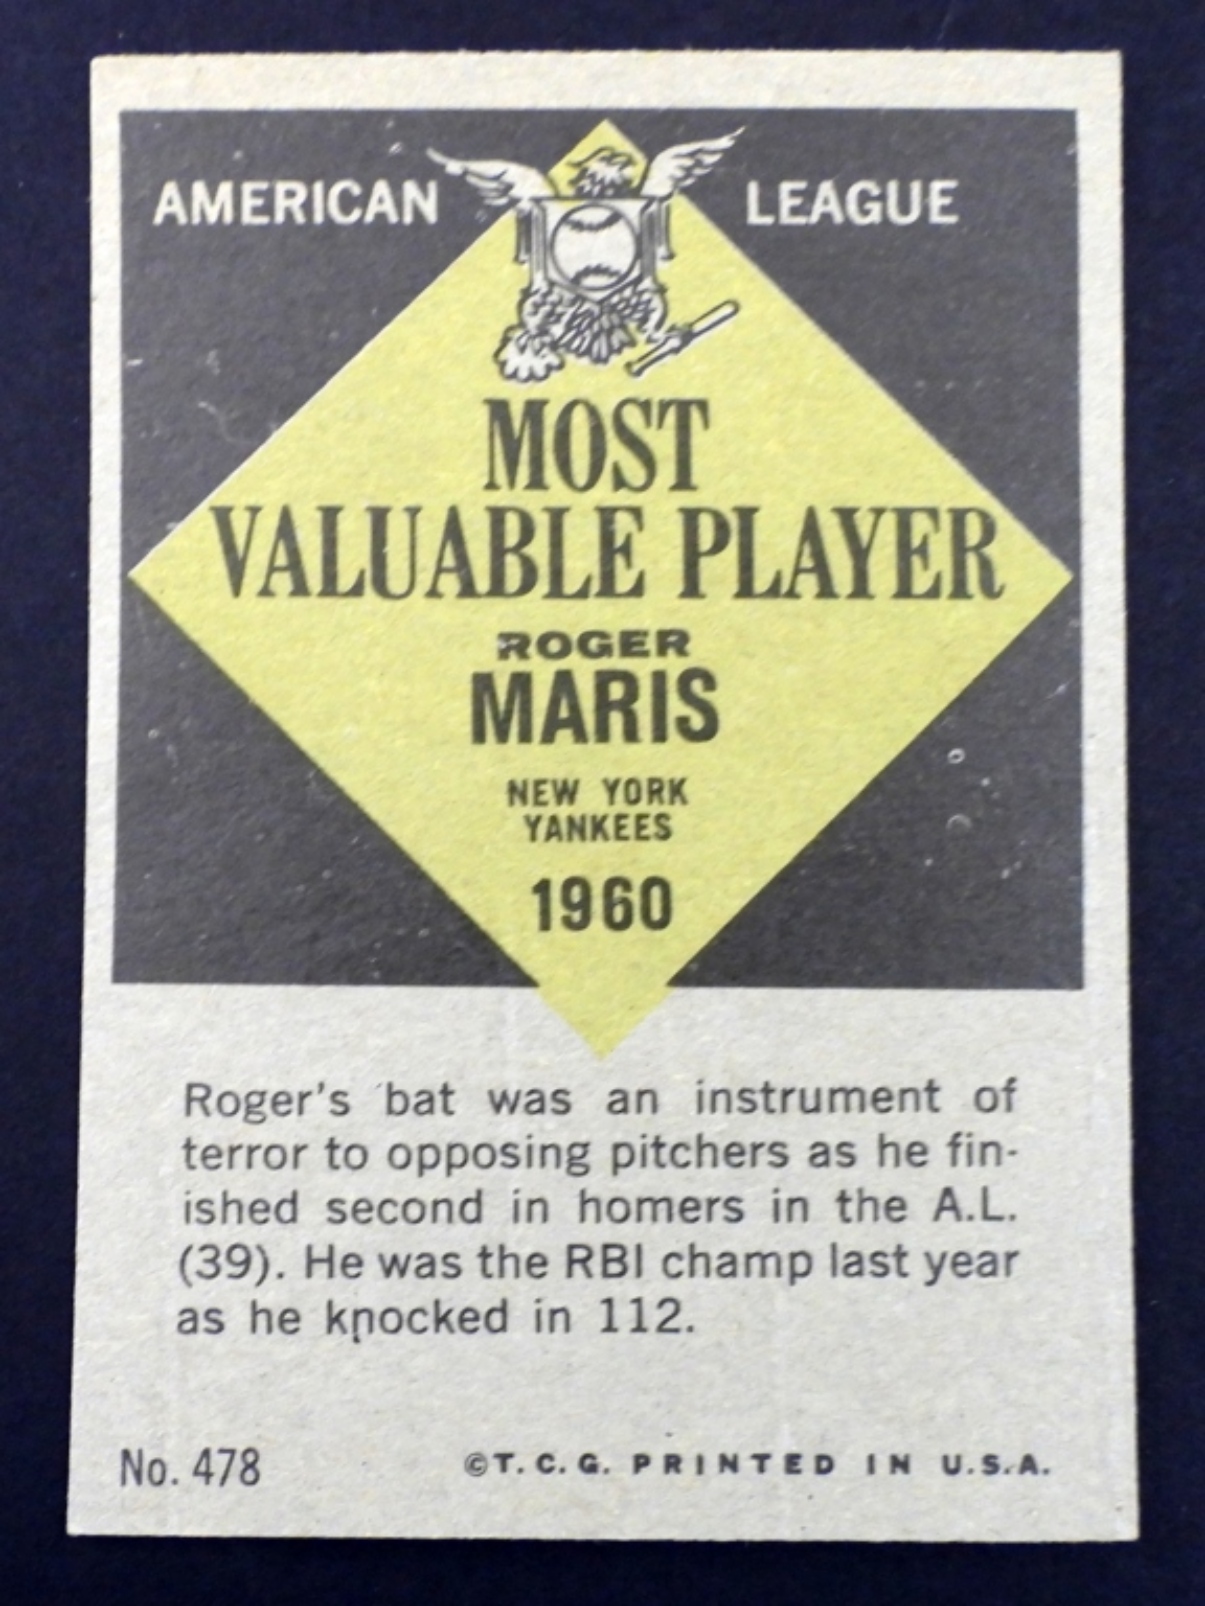 AMERICAN LEAGUE
MOST
VALUABLE PLAYER
ROGER
MARIS
NEW YORK
YANKEES
1960
Roger's bat was an instrument of
terror to opposing pitchers as he fin-
ished second in homers in the A.L.
(39). He was the RBI champ last year
as he knocked in 112.
No. 478 ©T.C.G. PRINTED IN U.S.A.